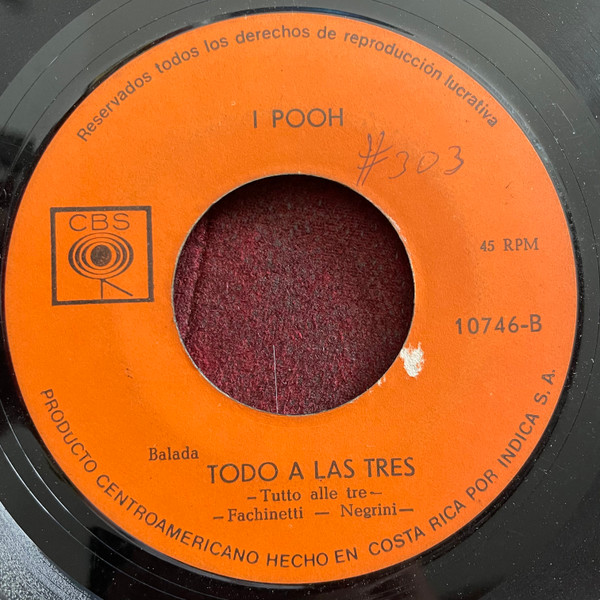 Reservados todos los derechos de reproducción lucrativa
I POOH
#303
CBS
45 RPM
10746-B
Balada
TODO A LAS TRES
-Tutto alle tre-
-Fachinetti - Negrini-
PRODUCTO CENTROAMERICANO HECHO EN COSTA RICA POR INDICA S. A.